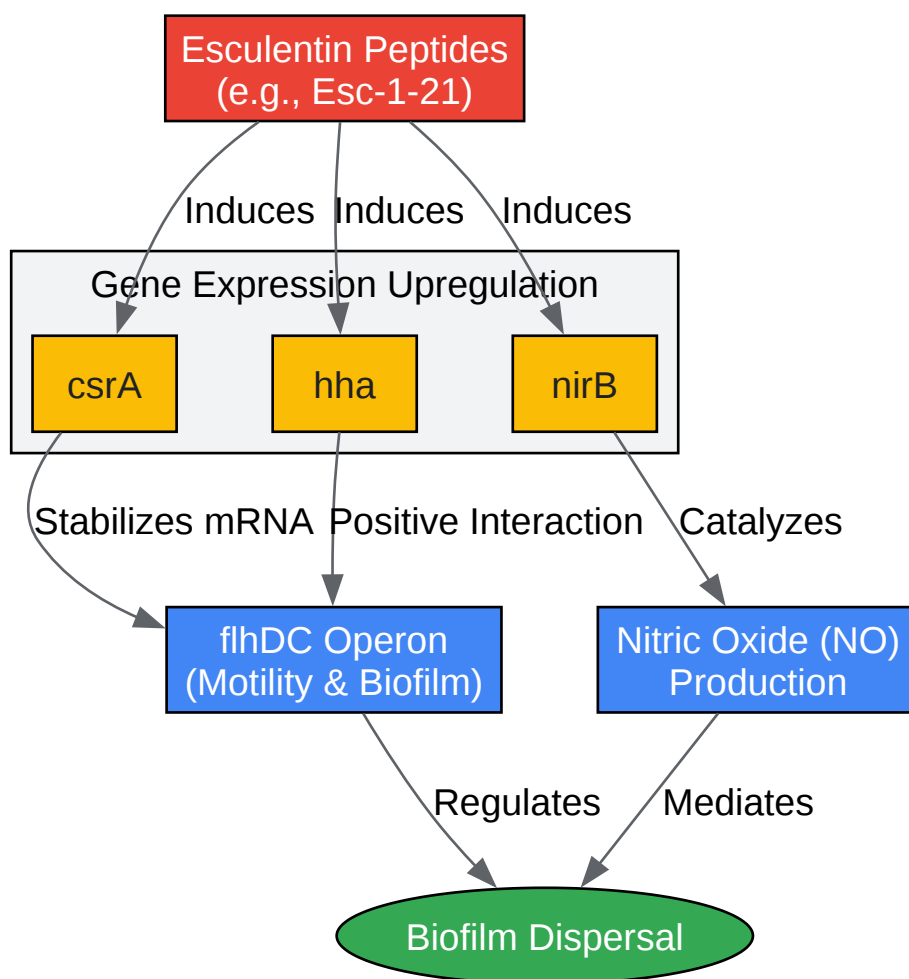 Esculentin Peptides
(e.g., Esc-1-21)
Induces
Induces
Induces
Gene Expression Upregulation
csrA
hha
nirB
Stabilizes mRNA
Positive Interaction
Catalyzes
flhDC Operon
(Motility & Biofilm)
Nitric Oxide (NO)
Production
Regulates
Mediates
Biofilm Dispersal